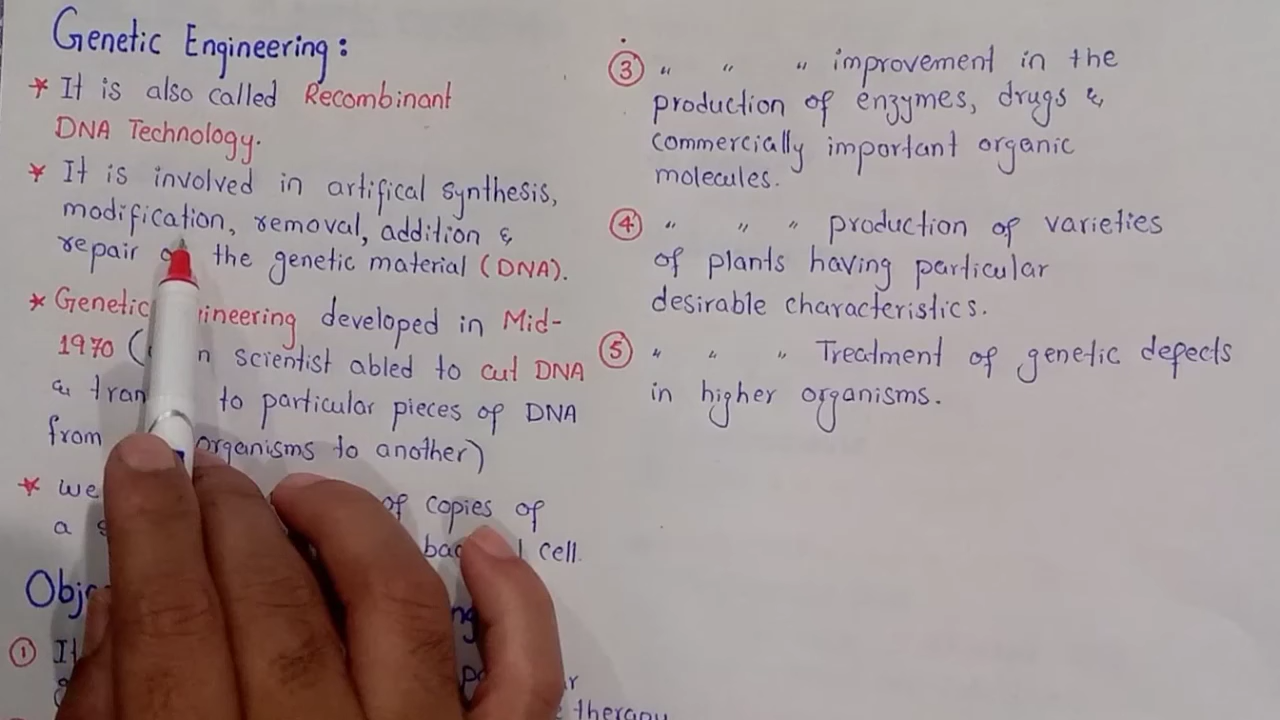 Genetic Engineering:
* It is also called Recombinant
DNA Technology.
* It is involved in artifical synthesis,
modification, removal, addition &
repair the genetic material (DNA).
* Genetic developed in Mid-
1970 ( scientist abled to cut DNA
& to particular pieces of DNA
from organisms to another)
* we of copies of
a cell.
① It
therapy
③ " " " improvement in the
production of enzymes, drugs &
commercially important organic
molecules.
④ " " " production of varieties
of plants having particular
desirable characteristics.
⑤ " " " Treatment of genetic defects
in higher organisms.